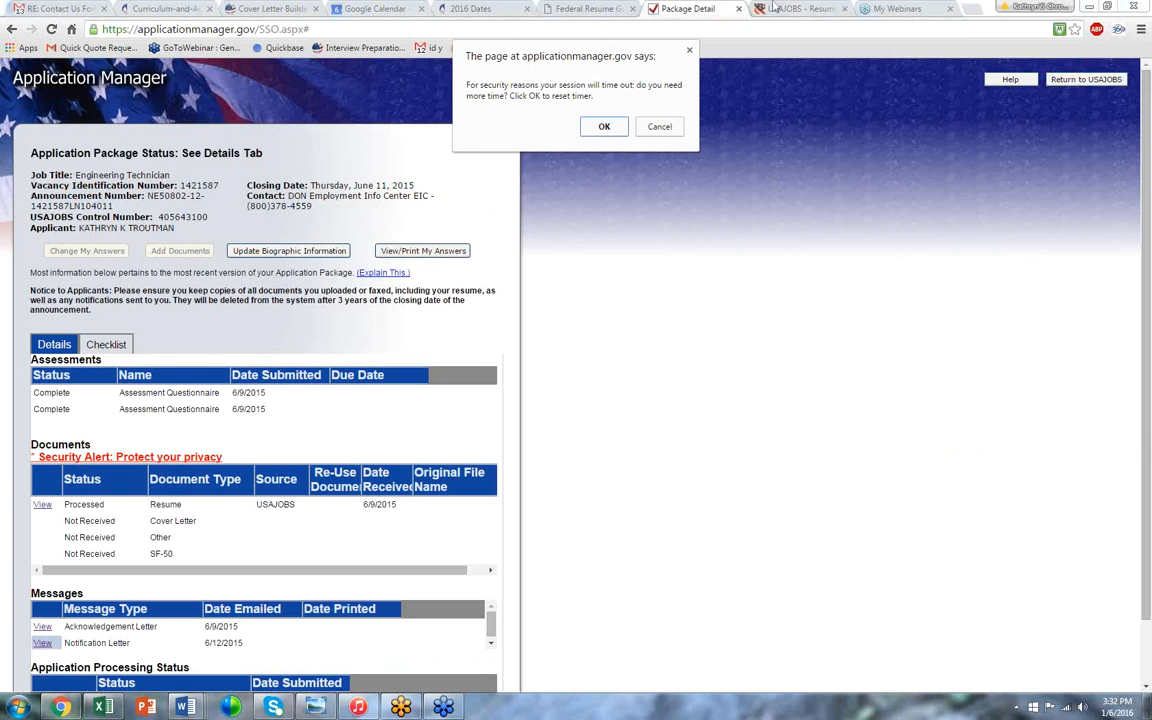 RE: Contact Us Fo
Curriculum-and-A
Cover Letter Builde
Google Calendar -
2016 Dates
Federal Resume G
Package Detail
JOBS - Resum
My Webinars
https://applicationmanager.gov/SSO.aspx#
Apps
Quick Quote Reque
GoToWebinar : Gen
Quickbase
Interview Preparatio
id y
The page at applicationmanager.gov says:
For security reasons your session will time out: do you need
more time? Click OK to reset timer.
OK
Cancel
Application Manager
Help
Return to USAJOBS
Application Package Status: See Details Tab
Job Title: Engineering Technician
Vacancy Identification Number: 1421587
Announcement Number: NE50802-12-
1421587LN104011
USAJOBS Control Number: 405643100
Applicant: KATHRYN K TROUTMAN
Closing Date: Thursday, June 11, 2015
Contact: DON Employment Info Center EIC -
(800)378-4559
Change My Answers
Add Documents
Update Biographic Information
View/Print My Answers
Most information below pertains to the most recent version of your Application Package. (Explain This.)
Notice to Applicants: Please ensure you keep copies of all documents you uploaded or faxed, including your resume, as
well as any notifications sent to you. They will be deleted from the system after 3 years of the closing date of the
announcement.
Details
Checklist
Assessments
Status Name Date Submitted Due Date
Complete Assessment Questionnaire 6/9/2015
Complete Assessment Questionnaire 6/9/2015
Documents
* Security Alert: Protect your privacy
Status Document Type Source Re-Use Docume Date Received Original File Name
View Processed Resume USAJOBS 6/9/2015
Not Received Cover Letter
Not Received Other
Not Received SF-50
Messages
Message Type Date Emailed Date Printed
View Acknowledgement Letter 6/9/2015
View Notification Letter 6/12/2015
Application Processing Status
Status Date Submitted
3:32 PM
1/6/2016